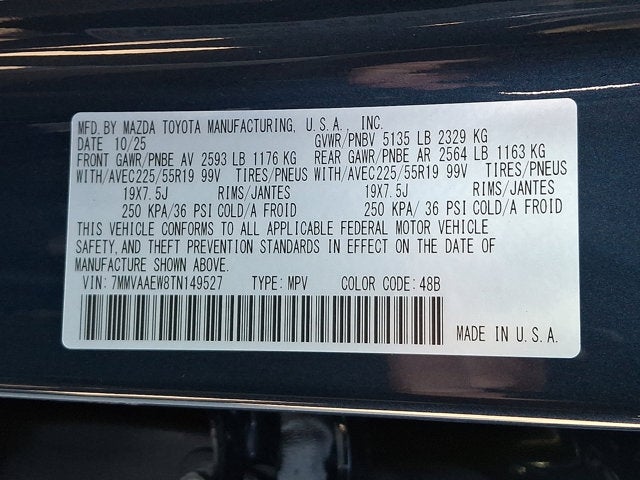 MFD. BY MAZDA TOYOTA MANUFACTURING, U.S.A., INC.
DATE 10/25 GVWR/PNBV 5135 LB 2329 KG
FRONT GAWR/PNBE AV 2593 LB 1176 KG REAR GAWR/PNBE AR 2564 LB 1163 KG
WITH/AVEC225/55R19 99V TIRES/PNEUS WITH/AVEC225/55R19 99V TIRES/PNEUS
19X7.5J RIMS/JANTES 19X7.5J RIMS/JANTES
250 KPA/36 PSI COLD/A FROID 250 KPA/ 36 PSI COLD/A FROID
THIS VEHICLE CONFORMS TO ALL APPLICABLE FEDERAL MOTOR VEHICLE
SAFETY, AND THEFT PREVENTION STANDARDS IN EFFECT ON THE DATE OF
MANUFACTURE SHOWN ABOVE.
VIN: 7MMVAAEW8TN149527 TYPE: MPV COLOR CODE: 48B
MADE IN U.S.A.